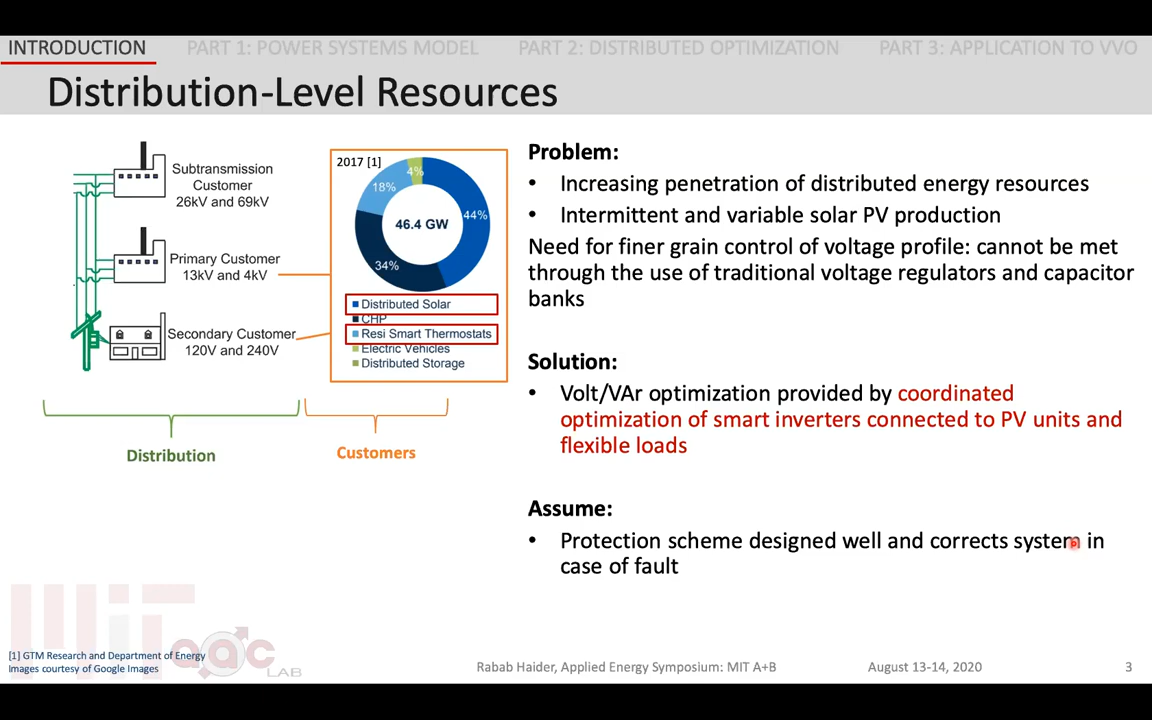 INTRODUCTION PART 1: POWER SYSTEMS MODEL PART 2: DISTRIBUTED OPTIMIZATION PART 3: APPLICATION TO VVO
Distribution-Level Resources
Subtransmission
Customer
26kV and 69kV
Primary Customer
13kV and 4kV
Secondary Customer
120V and 240V
2017 [1]
4%
18%
44%
46.4 GW
34%
Distributed Solar
CHP
Resi Smart Thermostats
Electric Vehicles
Distributed Storage
Distribution
Customers
Problem:
• Increasing penetration of distributed energy resources
• Intermittent and variable solar PV production
Need for finer grain control of voltage profile: cannot be met
through the use of traditional voltage regulators and capacitor
banks
Solution:
• Volt/VAr optimization provided by coordinated
optimization of smart inverters connected to PV units and
flexible loads
Assume:
• Protection scheme designed well and corrects system in
case of fault
MIT
aac
LAB
[1] GTM Research and Department of Energy
Images courtesy of Google Images
Rabab Haider, Applied Energy Symposium: MIT A+B
August 13-14, 2020
3